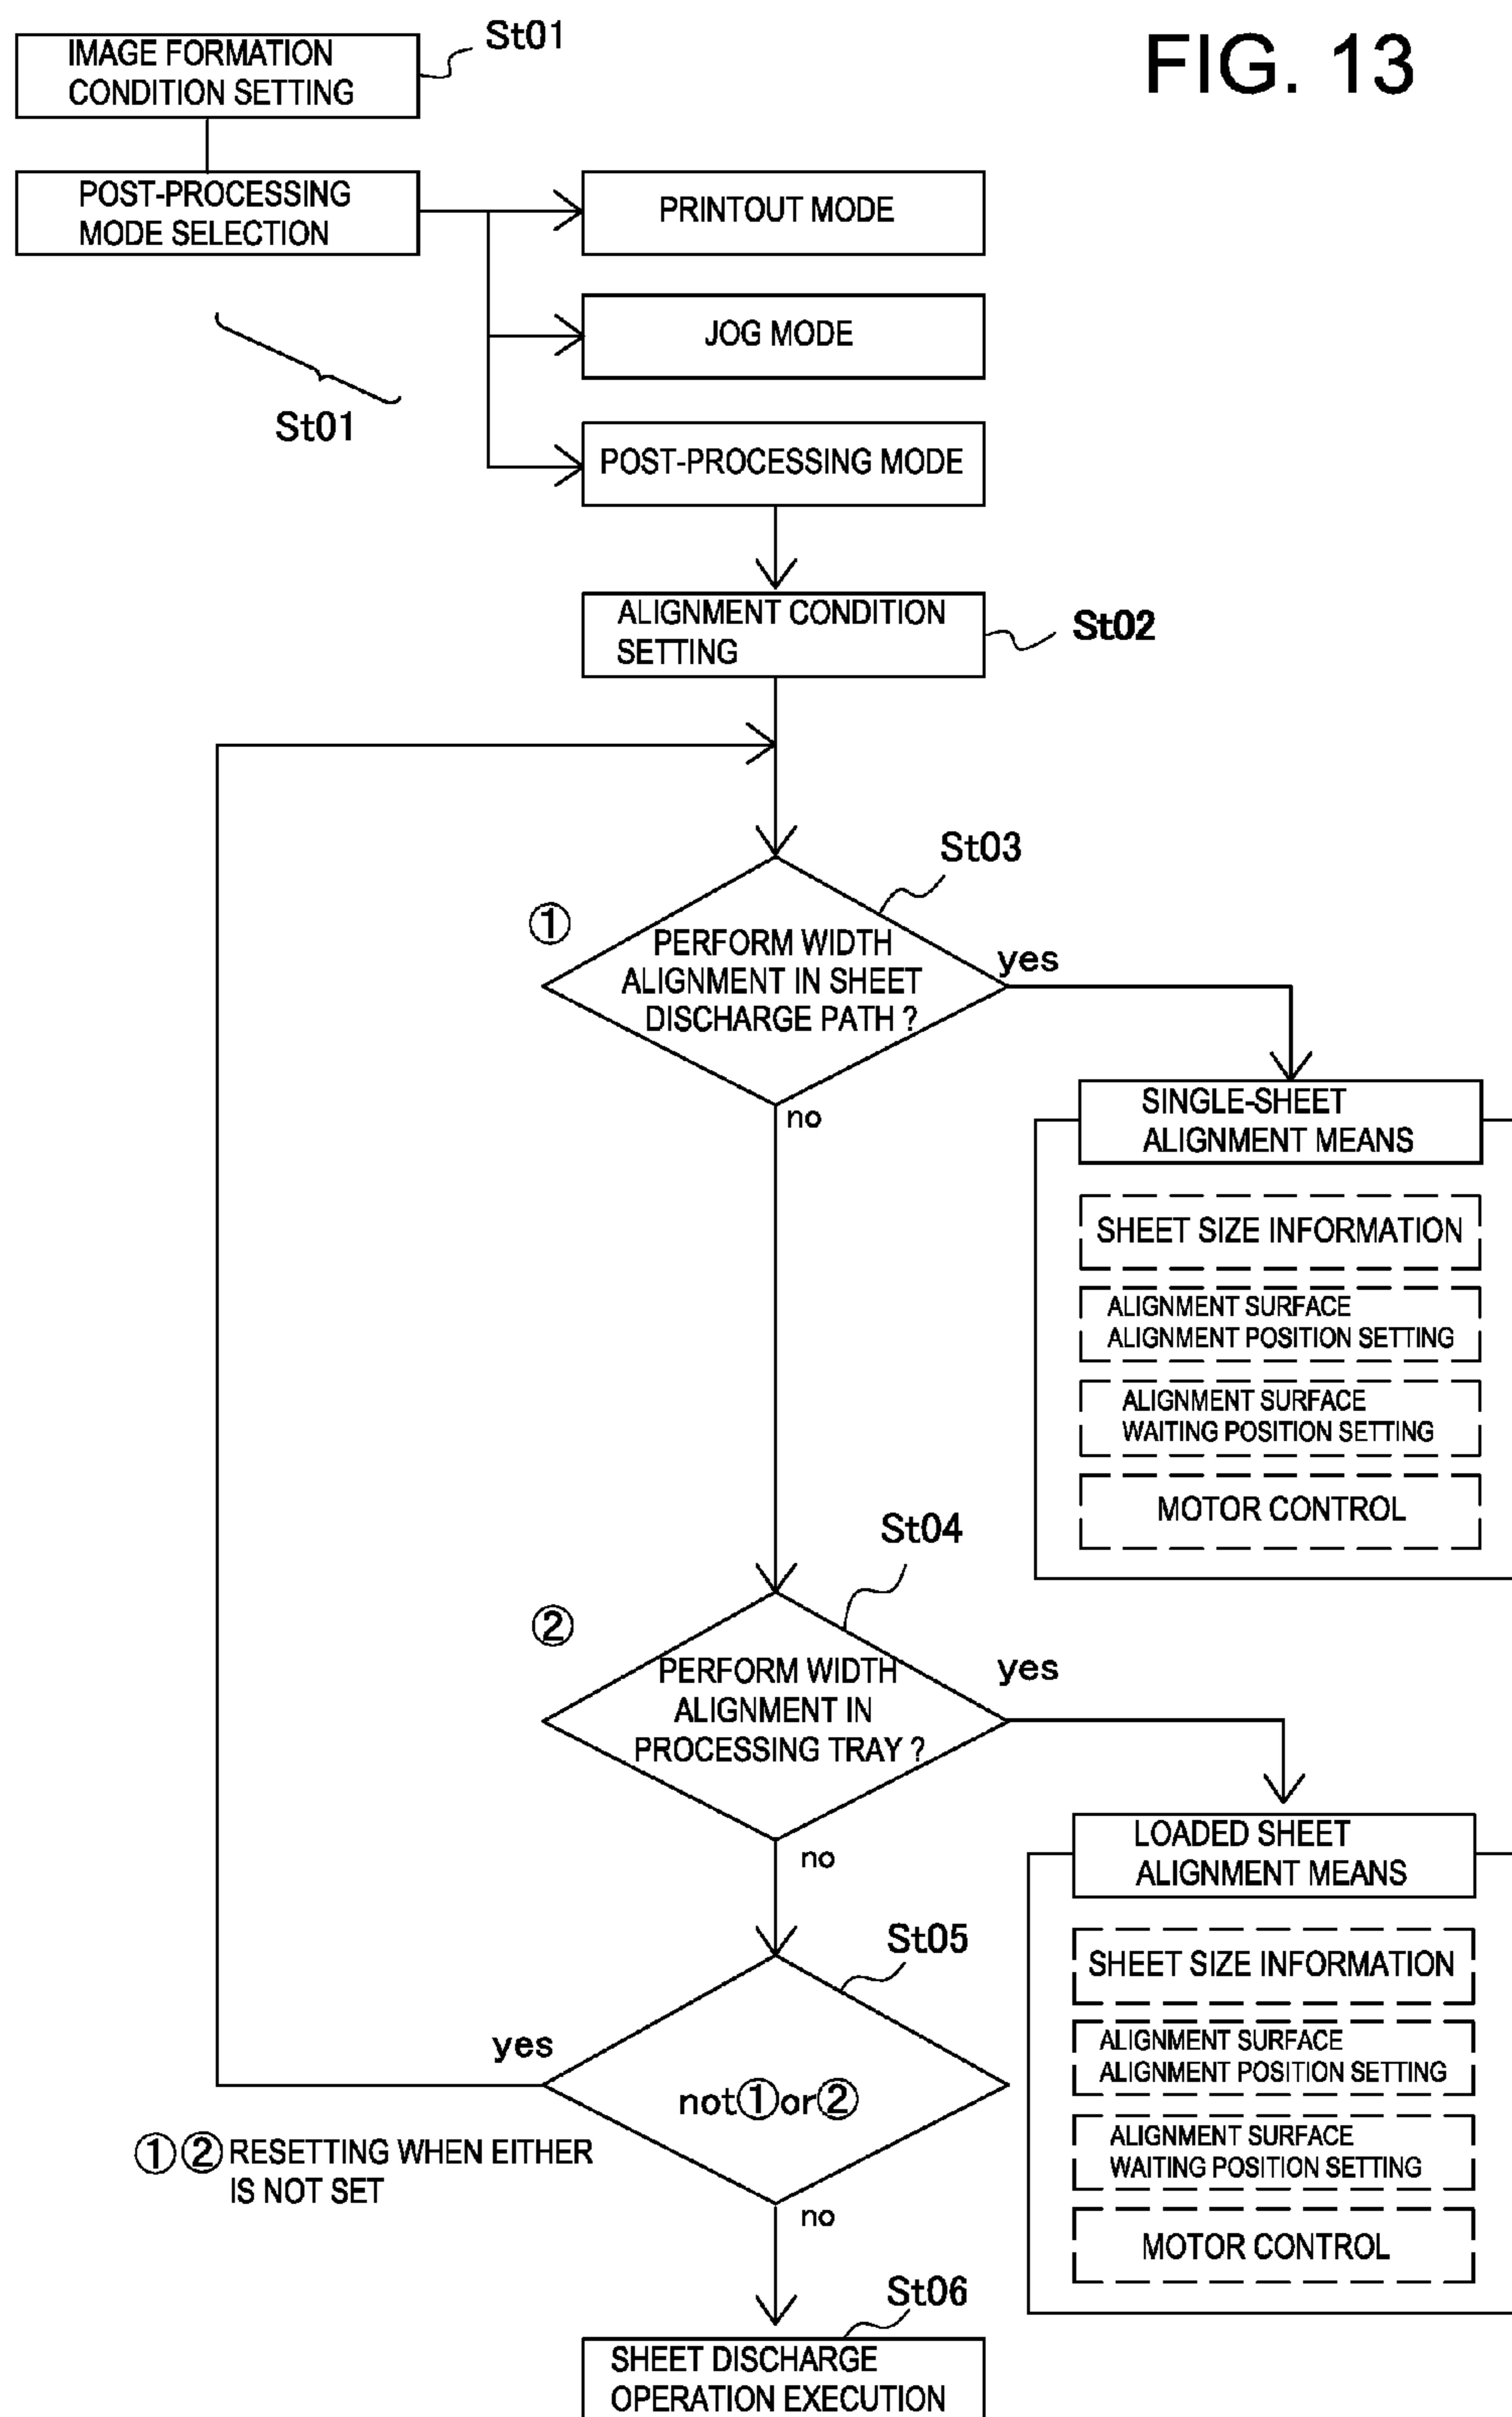 FIG. 13
St01
IMAGE FORMATION
CONDITION SETTING
POST-PROCESSING
MODE SELECTION
St01
PRINTOUT MODE
JOG MODE
POST-PROCESSING MODE
ALIGNMENT CONDITION
SETTING
St02
St03
①
PERFORM WIDTH
ALIGNMENT IN SHEET
DISCHARGE PATH ?
yes
no
SINGLE-SHEET
ALIGNMENT MEANS
SHEET SIZE INFORMATION
ALIGNMENT SURFACE
ALIGNMENT POSITION SETTING
ALIGNMENT SURFACE
WAITING POSITION SETTING
MOTOR CONTROL
St04
②
PERFORM WIDTH
ALIGNMENT IN
PROCESSING TRAY ?
yes
no
LOADED SHEET
ALIGNMENT MEANS
SHEET SIZE INFORMATION
ALIGNMENT SURFACE
ALIGNMENT POSITION SETTING
ALIGNMENT SURFACE
WAITING POSITION SETTING
MOTOR CONTROL
St05
yes
not①or②
①② RESETTING WHEN EITHER
IS NOT SET
no
St06
SHEET DISCHARGE
OPERATION EXECUTION